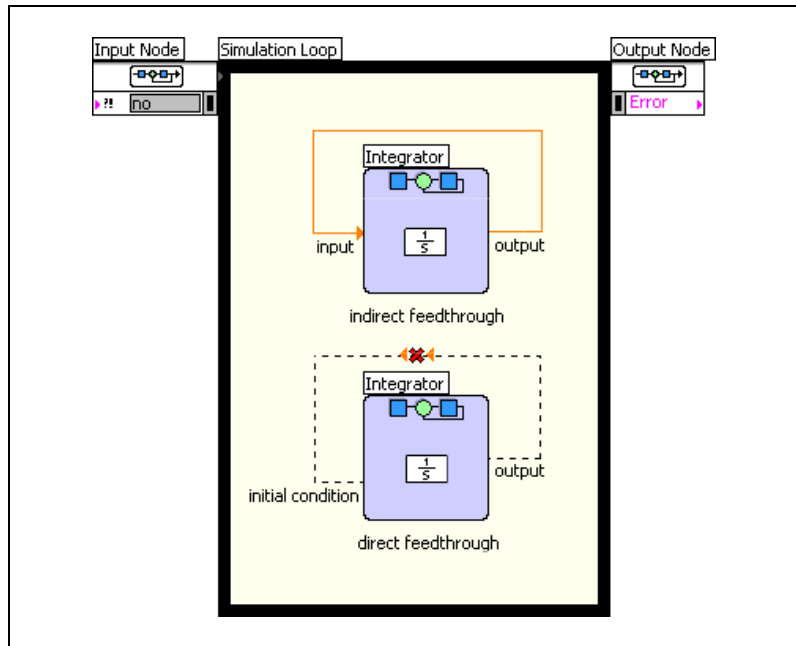 Input Node
Simulation Loop
Output Node
?! no
Error
Integrator
1
s
input
output
indirect feedthrough
Integrator
1
s
output
initial condition
direct feedthrough